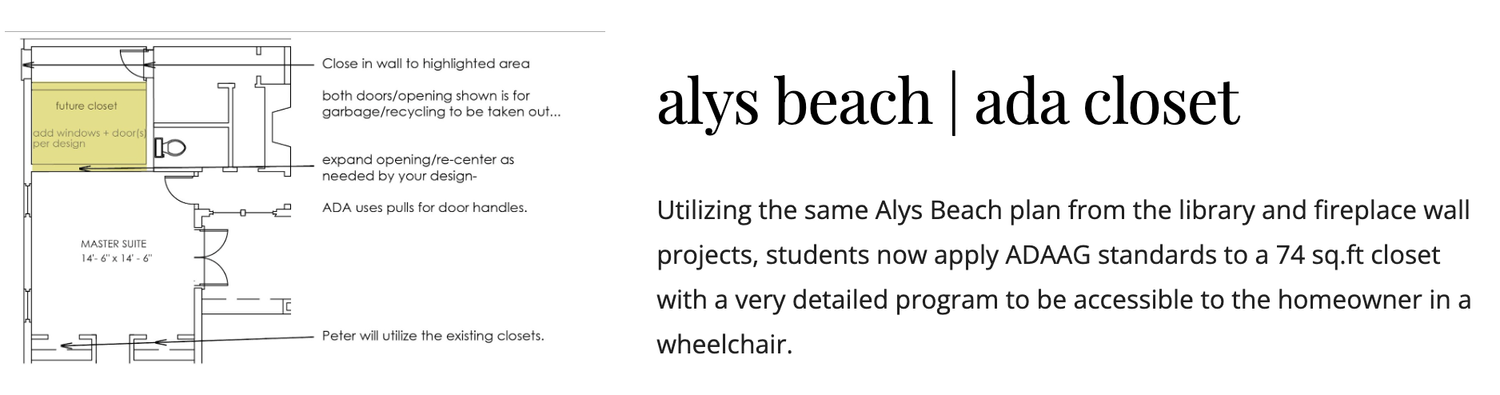 Close in wall to highlighted area
both doors/opening shown is for
garbage/recycling to be taken out...
future closet
add windows + door(s)
per design
expand opening/re-center as
needed by your design-
ADA uses pulls for door handles.
MASTER SUITE
14'- 6" x 14' - 6"
Peter will utilize the existing closets.
alys beach | ada closet
Utilizing the same Alys Beach plan from the library and fireplace wall
projects, students now apply ADAAG standards to a 74 sq.ft closet
with a very detailed program to be accessible to the homeowner in a
wheelchair.